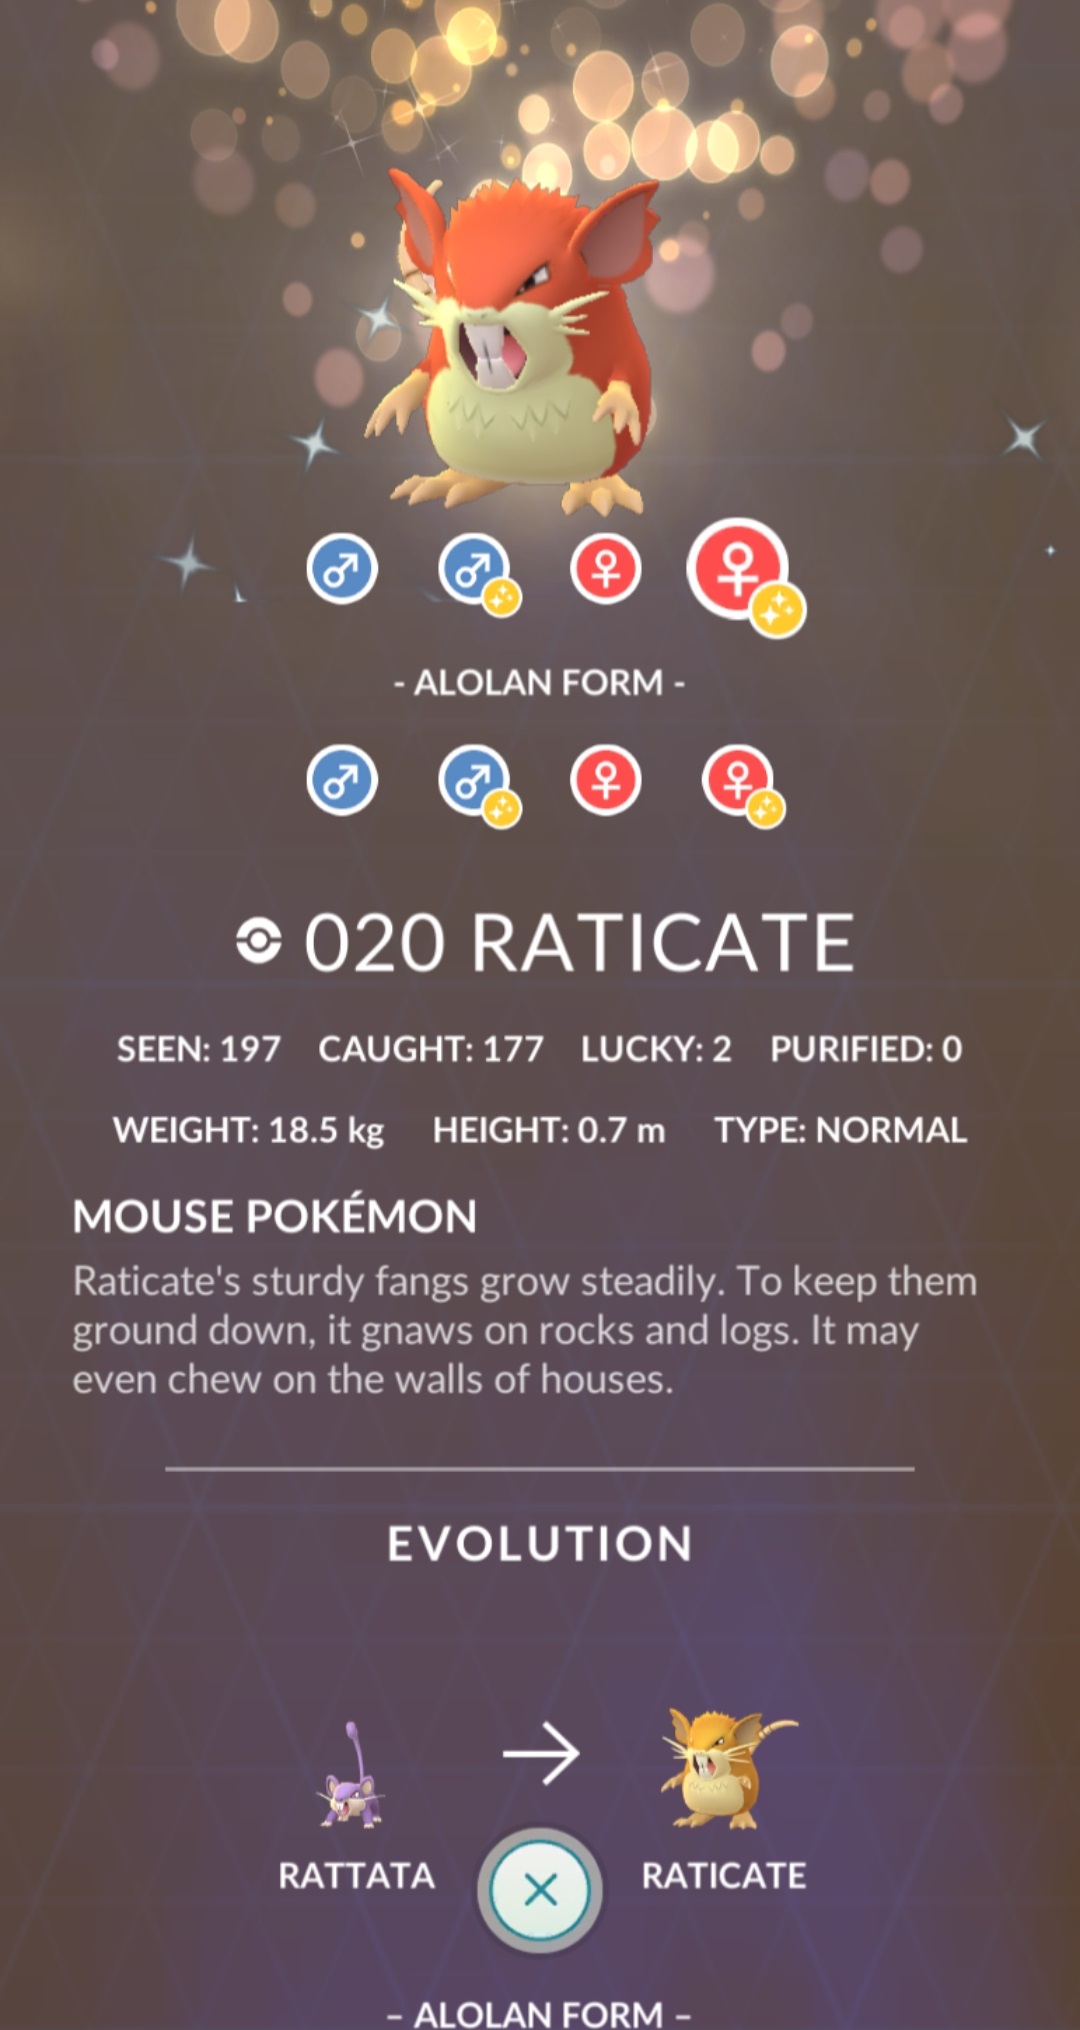 - ALOLAN FORM -
020 RATICATE
SEEN: 197 CAUGHT: 177 LUCKY: 2 PURIFIED: 0
WEIGHT: 18.5 kg HEIGHT: 0.7 m TYPE: NORMAL
MOUSE POKÉMON
Raticate's sturdy fangs grow steadily. To keep them
ground down, it gnaws on rocks and logs. It may
even chew on the walls of houses.
EVOLUTION
RATTATA RATICATE
– ALOLAN FORM –